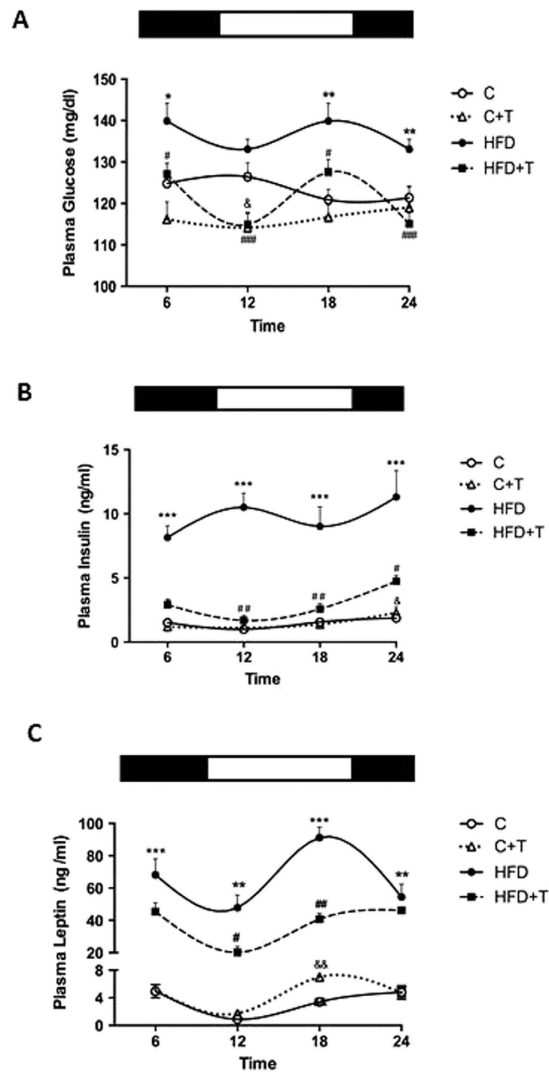 A
Plasma Glucose (mg/dl)
150
140
130
120
110
100
* ** **
# & ### # ###
6 12 18 24
Time
C
C+T
HFD
HFD+T
B
Plasma Insulin (ng/ml)
15
10
5
0
*** *** *** ***
## ## # &
6 12 18 24
Time
C
C+T
HFD
HFD+T
C
Plasma Leptin (ng/ml)
100
80
60
40
20
8
4
0
*** ** *** **
# ## &&
6 12 18 24
Time
C
C+T
HFD
HFD+T